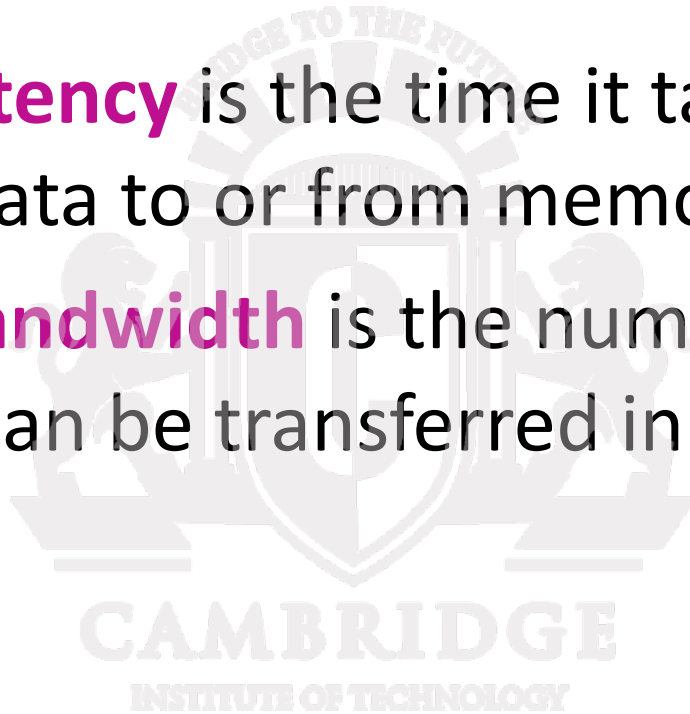 BRIDGE TO THE FUTURE
tency is the time it ta
ata to or from memo
andwidth is the num
an be transferred in
CAMBRIDGE
INSTITUTE OF TECHNOLOGY